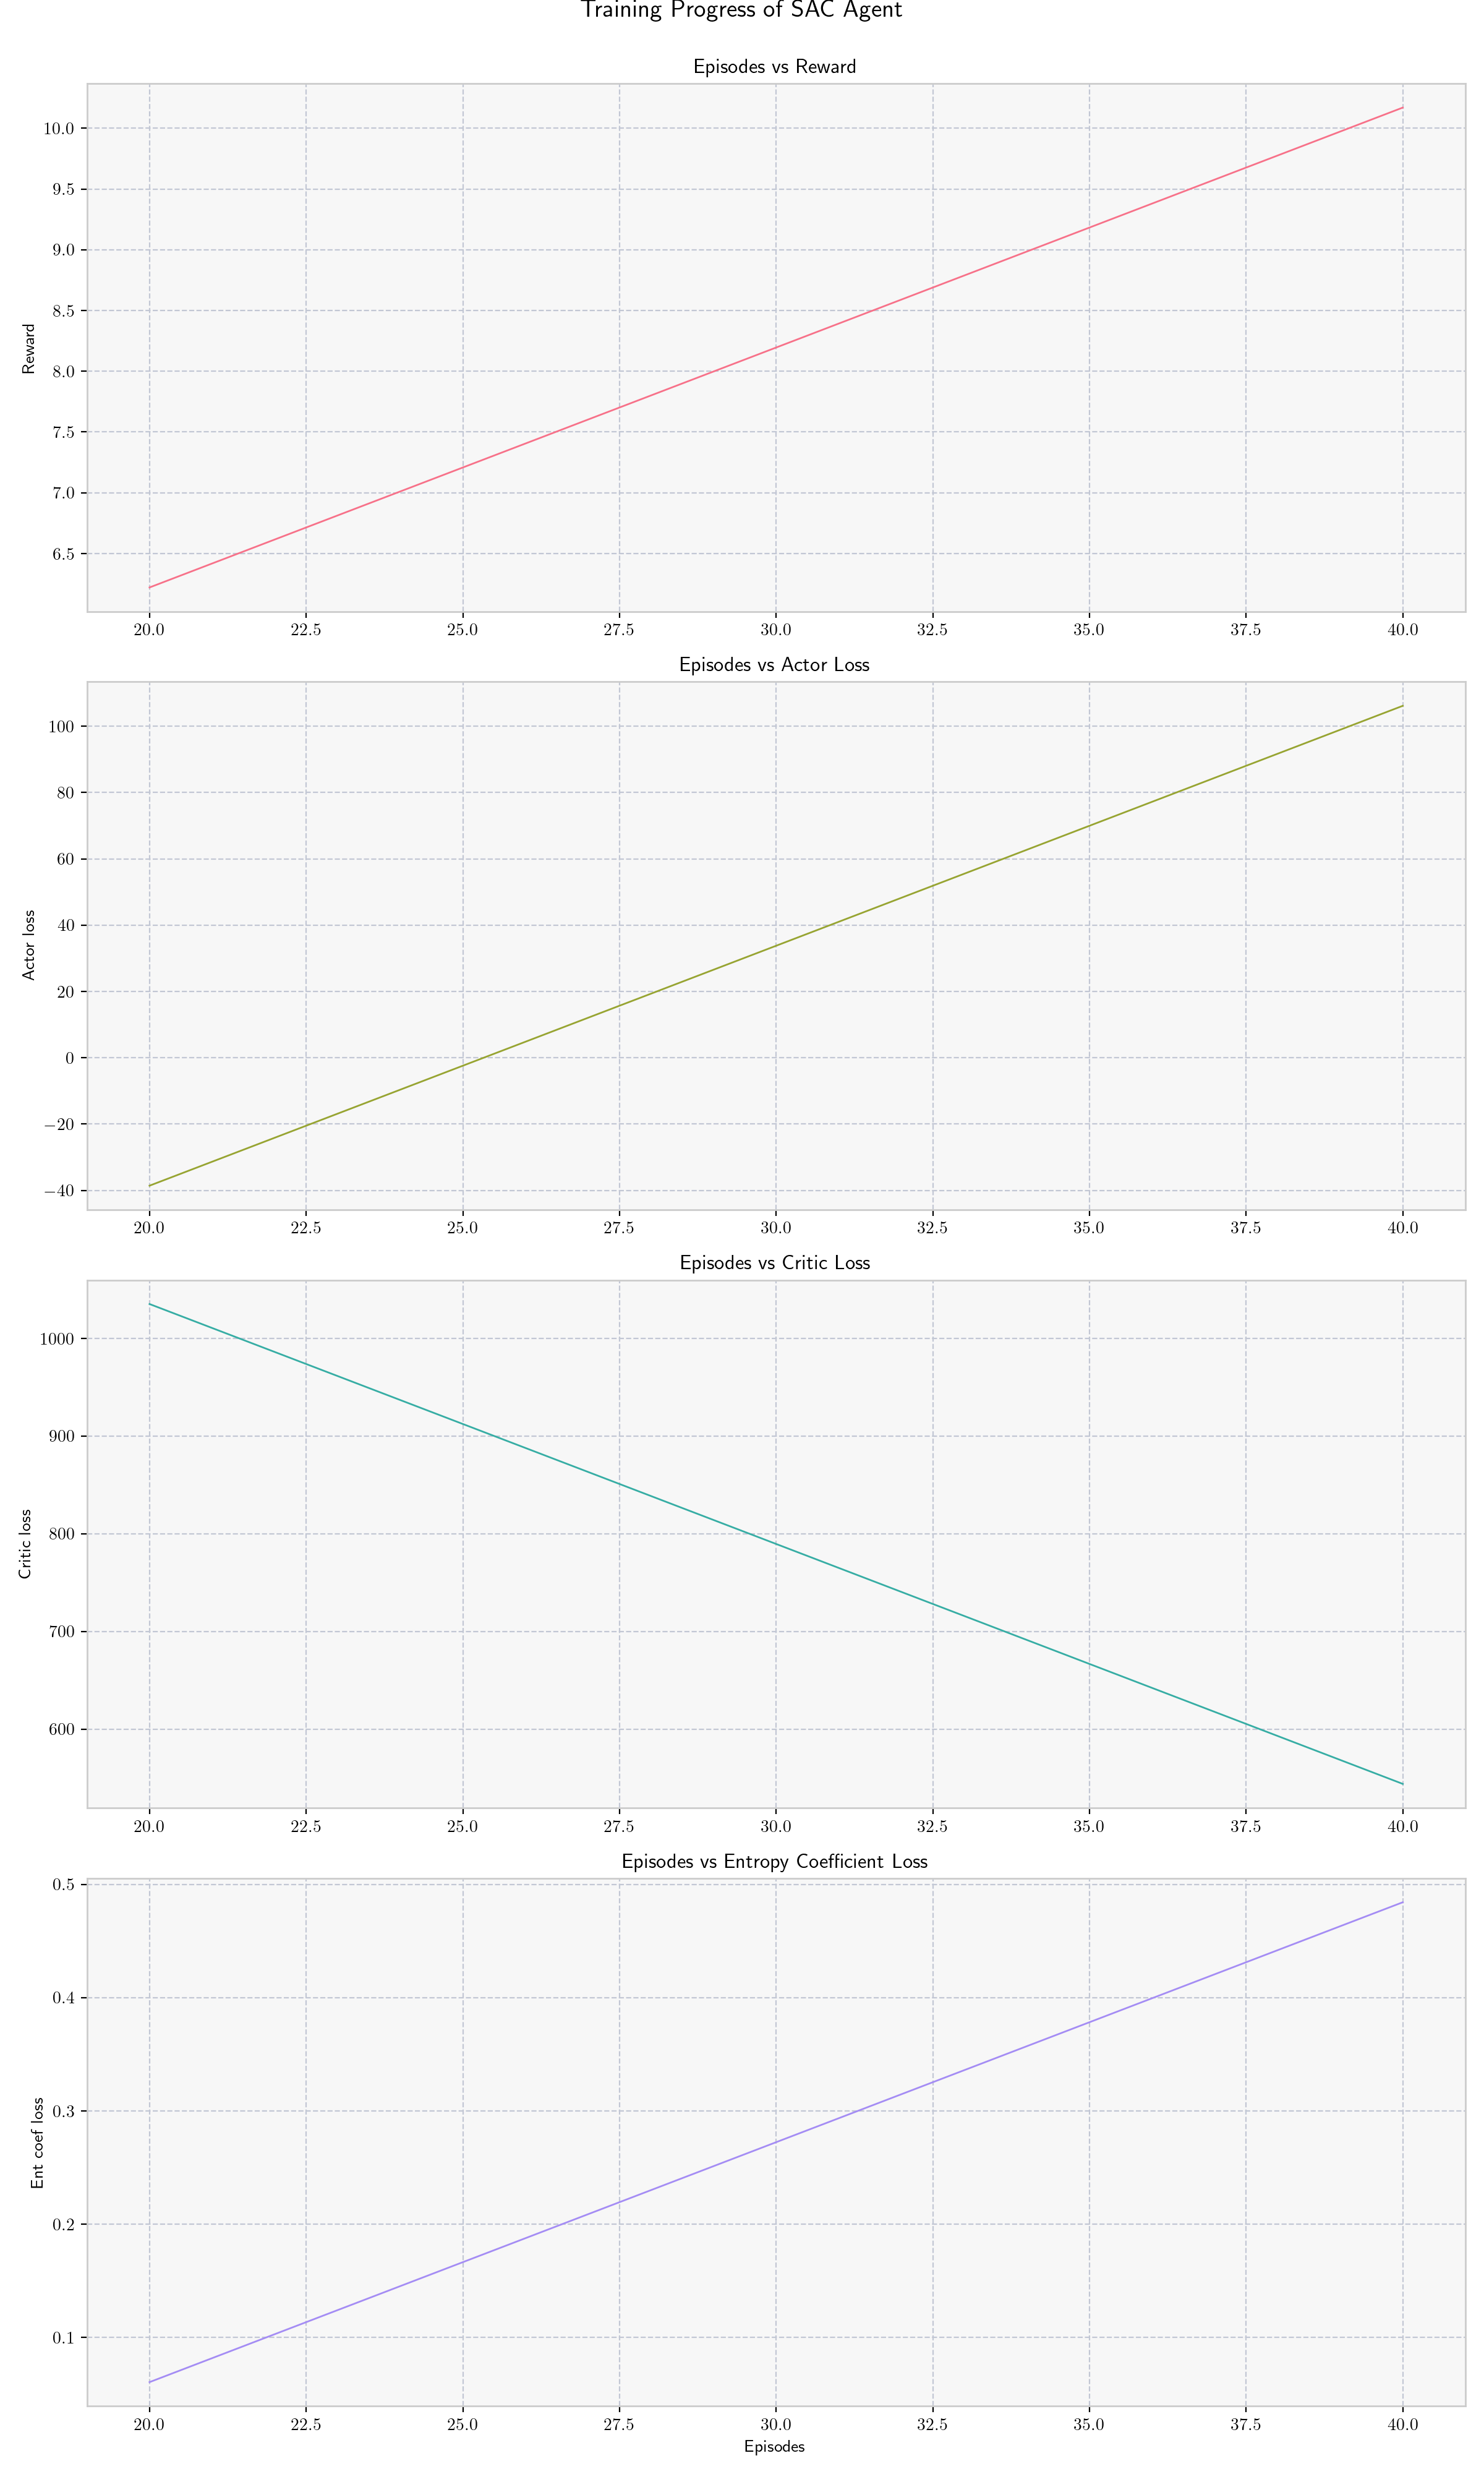 Training Progress of SAC Agent
Episodes vs Reward
Reward
10.0
9.5
9.0
8.5
8.0
7.5
7.0
6.5
20.0 22.5 25.0 27.5 30.0 32.5 35.0 37.5 40.0
Episodes vs Actor Loss
Actor loss
100
80
60
40
20
0
−20
−40
20.0 22.5 25.0 27.5 30.0 32.5 35.0 37.5 40.0
Episodes vs Critic Loss
Critic loss
1000
900
800
700
600
20.0 22.5 25.0 27.5 30.0 32.5 35.0 37.5 40.0
Episodes vs Entropy Coefficient Loss
Ent coef loss
0.5
0.4
0.3
0.2
0.1
20.0 22.5 25.0 27.5 30.0 32.5 35.0 37.5 40.0
Episodes